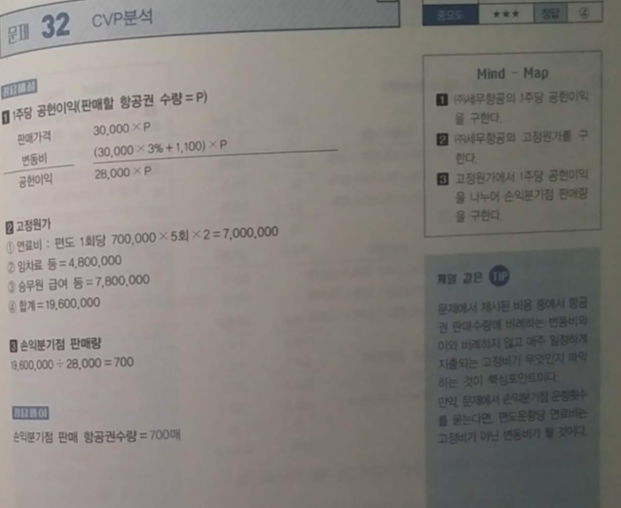 문제 32 CVP분석
중요도 ★★★ 정답 ④
정답해설
1 1주당 공헌이익(판매할 항공권 수량=P)
판매가격 30,000×P
변동비 (30,000×3%+1,100)×P
공헌이익 28,000×P
2 고정원가
① 연료비 : 편도 1회당 700,000×5회×2=7,000,000
② 임차료 등=4,800,000
③ 승무원 급여 등=7,800,000
④ 합계=19,600,000
3 손익분기점 판매량
19,600,000÷28,000=700
정답풀이
손익분기점 판매 항공권수량=700매
Mind - Map
1 ㈜세무항공의 1주당 공헌이익
을 구한다.
2 ㈜세무항공의 고정원가를 구
한다.
3 고정원가에서 1주당 공헌이익
을 나누어 손익분기점 판매량
을 구한다.
같은 TIP
문제에서 제시된 비용 중에서 항공
권 판매수량에 비례하는 변동비와
이와 비례하지 않고 매주 일정하게
지출되는 고정비가 무엇인지 파악
하는 것이 핵심포인트이다.
만약, 문제에서 손익분기점 운항횟수
를 묻는다면, 편도운항당 연료비는
고정비가 아닌 변동비가 될 것이다.